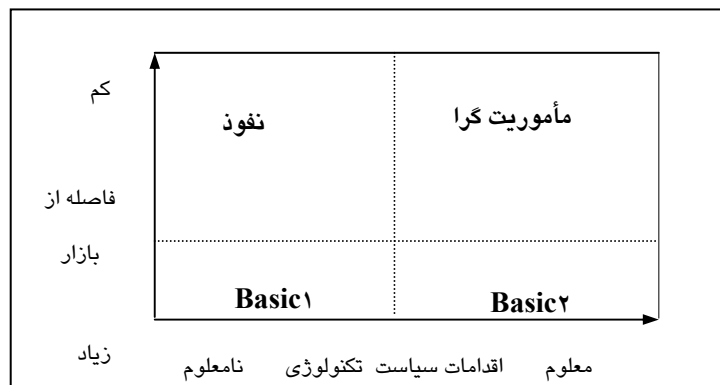 کم
نفوذ
مأموریت گرا
فاصله از
بازار
Basic۱
Basic۲
زیاد
معلوم
اقدامات سیاست تکنولوژی
نامعلوم